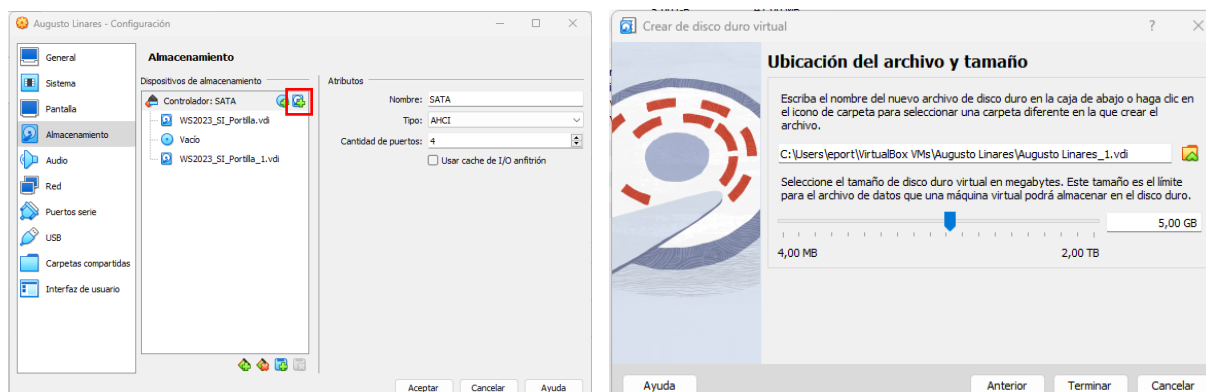 Augusto Linares - Configuración
General
Sistema
Pantalla
Almacenamiento
Audio
Red
Puertos serie
USB
Carpetas compartidas
Interfaz de usuario
Almacenamiento
Dispositivos de almacenamiento
Controlador: SATA
WS2023_SI_Portilla.vdi
Vacío
WS2023_SI_Portilla_1.vdi
Atributos
Nombre: SATA
Tipo: AHCI
Cantidad de puertos: 4
Usar cache de I/O anfitrión
Aceptar Cancelar Ayuda
Crear de disco duro virtual
Ubicación del archivo y tamaño
Escriba el nombre del nuevo archivo de disco duro en la caja de abajo o haga clic en
el icono de carpeta para seleccionar una carpeta diferente en la que crear el
archivo.
C:\Users\eport\VirtualBox VMs\Augusto Linares\Augusto Linares_1.vdi
Seleccione el tamaño de disco duro virtual en megabytes. Este tamaño es el límite
para el archivo de datos que una máquina virtual podrá almacenar en el disco duro.
5,00 GB
4,00 MB 2,00 TB
Ayuda Anterior Terminar Cancelar